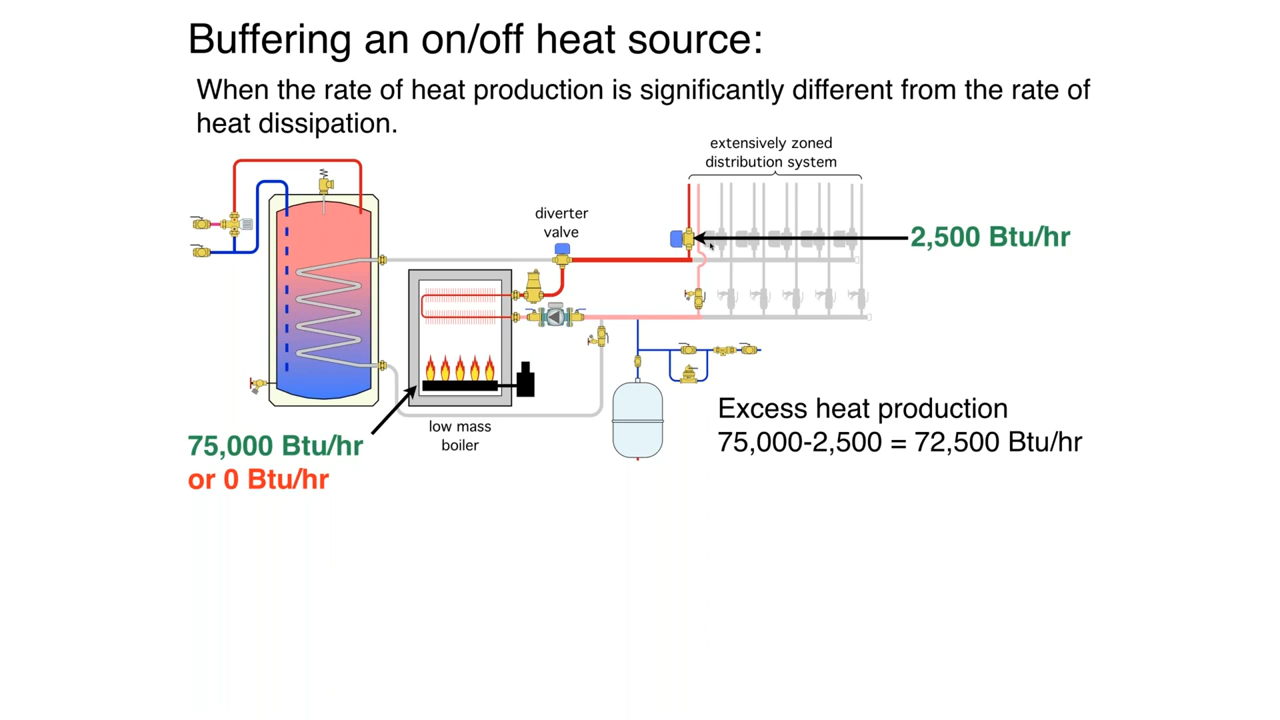 Buffering an on/off heat source:
When the rate of heat production is significantly different from the rate of
heat dissipation.
extensively zoned
distribution system
diverter
valve
2,500 Btu/hr
Excess heat production
75,000-2,500 = 72,500 Btu/hr
low mass
boiler
75,000 Btu/hr
or 0 Btu/hr